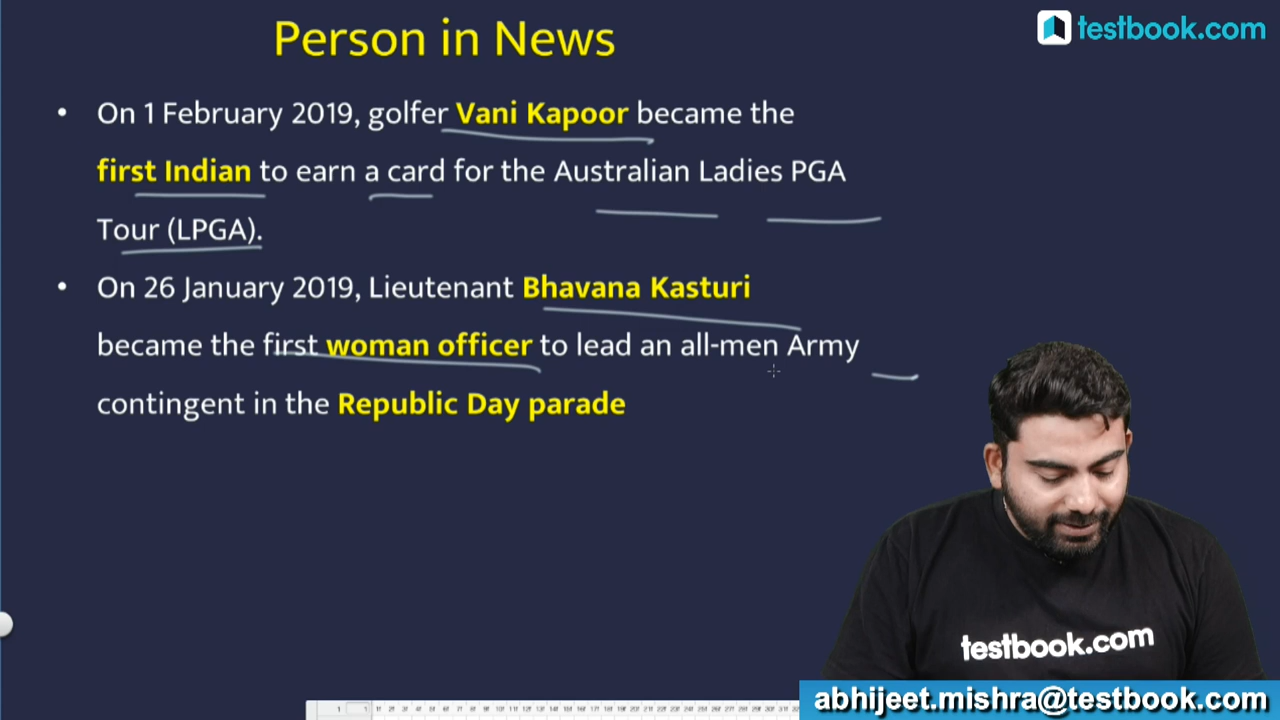 Person in News
testbook.com
• On 1 February 2019, golfer Vani Kapoor became the
first Indian to earn a card for the Australian Ladies PGA
Tour (LPGA).
• On 26 January 2019, Lieutenant Bhavana Kasturi
became the first woman officer to lead an all-men Army
contingent in the Republic Day parade
testbook.com
abhijeet.mishra@testbook.com